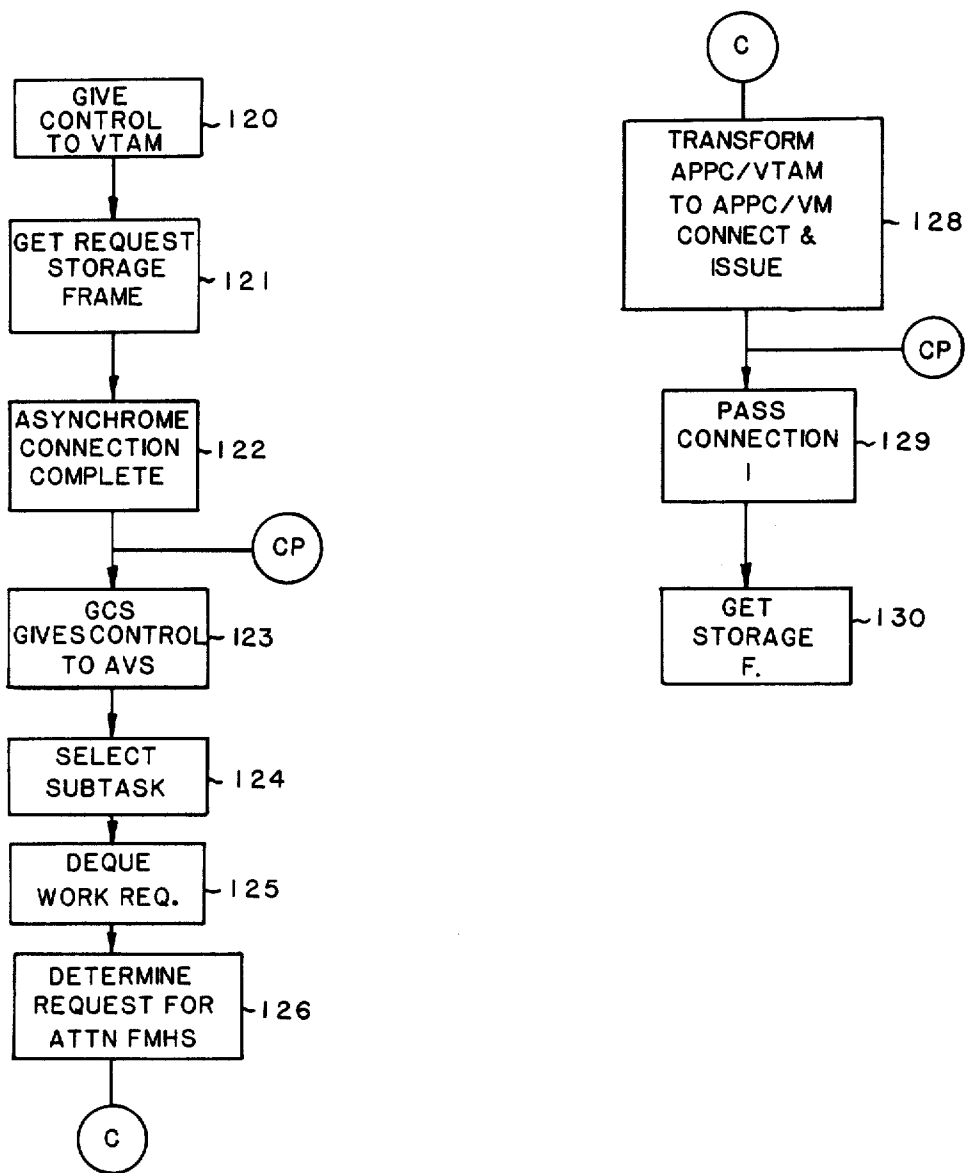 GIVE
CONTROL
TO VTAM
120
GET REQUEST
STORAGE
FRAME
121
ASYNCHROME
CONNECTION
COMPLETE
122
CP
GCS
GIVES CONTROL
TO AVS
123
SELECT
SUBTASK
124
DEQUE
WORK REQ.
125
DETERMINE
REQUEST FOR
ATTN FMHS
126
C
C
TRANSFORM
APPC/VTAM
TO APPC/VM
CONNECT &
ISSUE
128
CP
PASS
CONNECTION
I
129
GET
STORAGE
F.
130